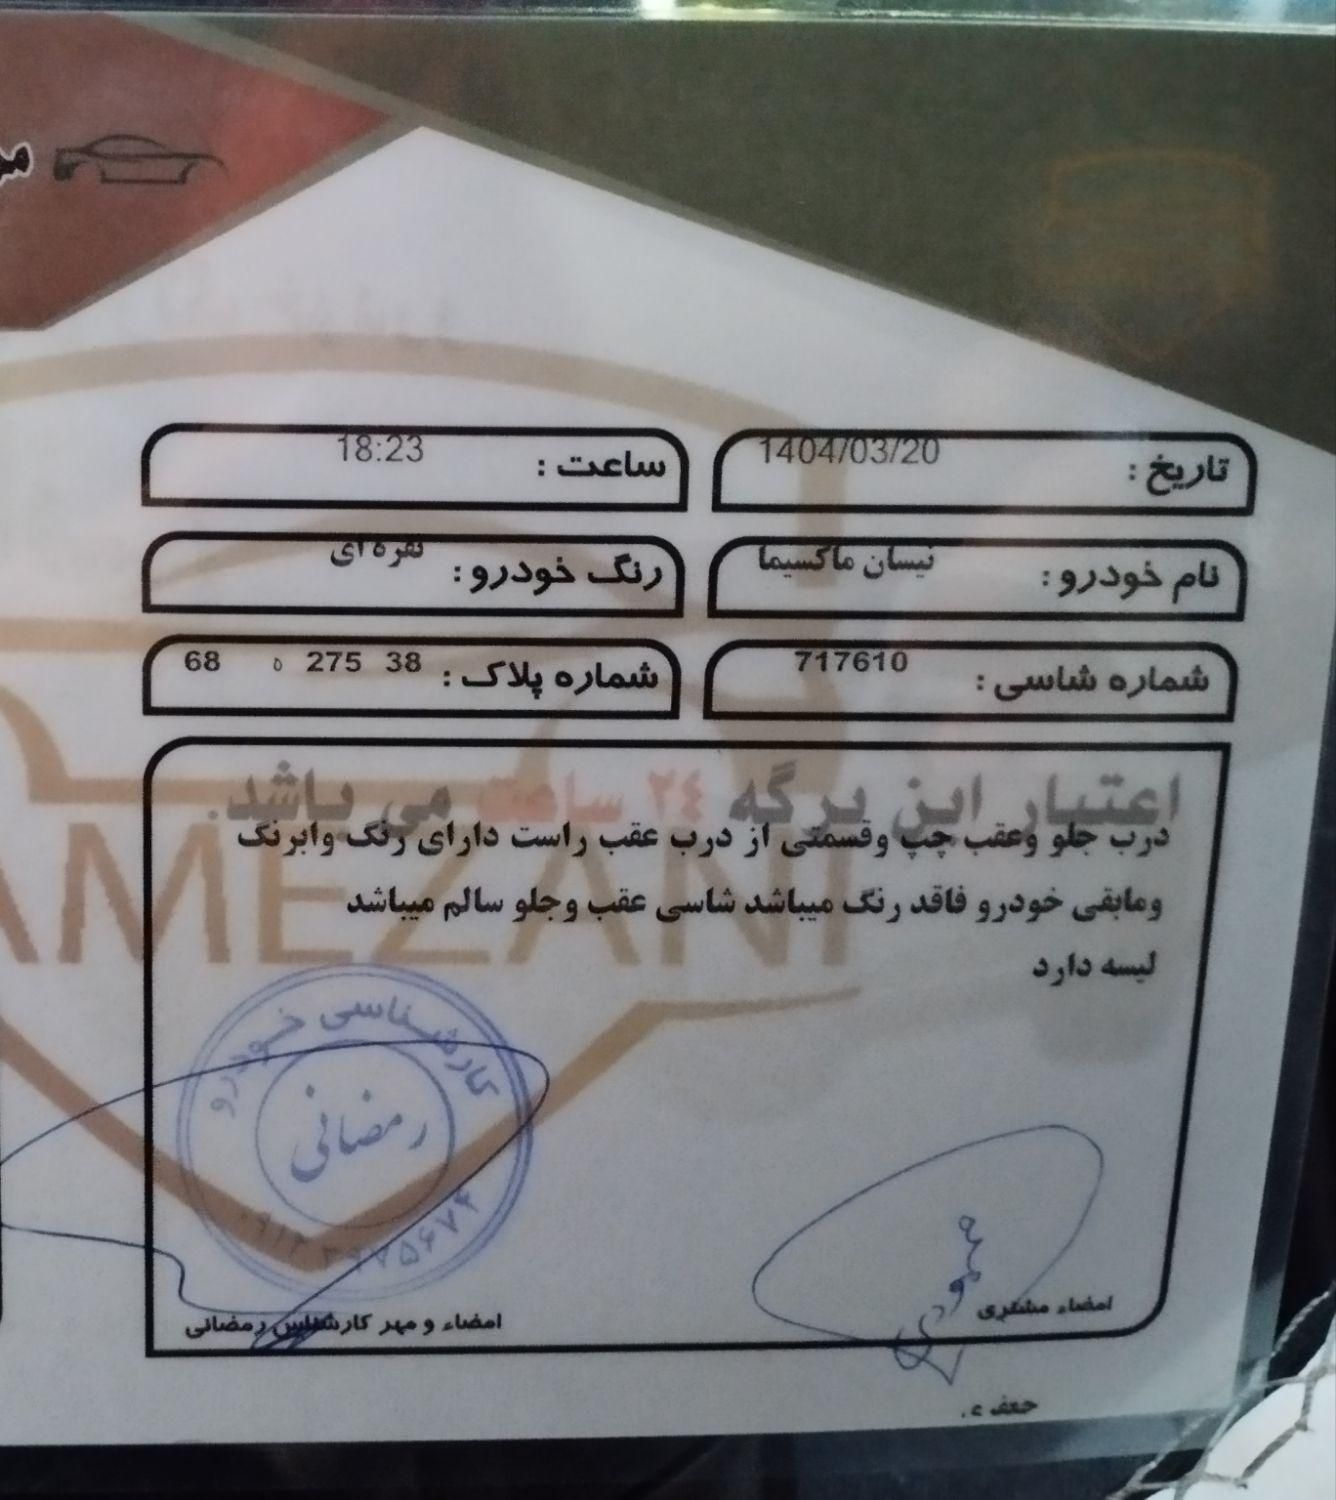 تاریخ : 1404/03/20
ساعت : 18:23
نام خودرو : نیسان ماکسیما
رنگ خودرو : نقره ای
شماره شاسی : 717610
شماره پلاک : 38 275 ه 68
اعتبار این برگه ٢٤ ساعت می باشد.
درب جلو وعقب چپ وقسمتی از درب عقب راست دارای رنگ وابرنگ
ومابقی خودرو فاقد رنگ میباشد شاسی عقب وجلو سالم میباشد
لیسه دارد
AMEZANI
کارشناسی خودرو
رمضانی
امضاء مشتری
امضاء و مهر کارشناس رمضانی